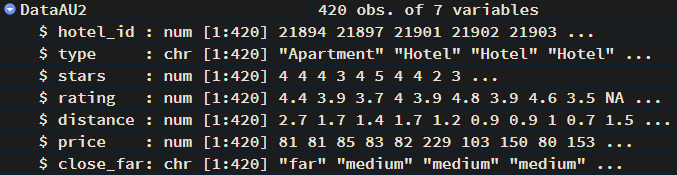 DataAU2 420 obs. of 7 variables
$ hotel_id : num [1:420] 21894 21897 21901 21902 21903 ...
$ type : chr [1:420] "Apartment" "Hotel" "Hotel" "Hotel" ...
$ stars : num [1:420] 4 4 4 3 4 5 4 4 2 3 ...
$ rating : num [1:420] 4.4 3.9 3.7 4 3.9 4.8 3.9 4.6 3.5 NA ...
$ distance : num [1:420] 2.7 1.7 1.4 1.7 1.2 0.9 0.9 1 0.7 1.5 ...
$ price : num [1:420] 81 81 85 83 82 229 103 150 80 153 ...
$ close_far: chr [1:420] "far" "medium" "medium" "medium" ...